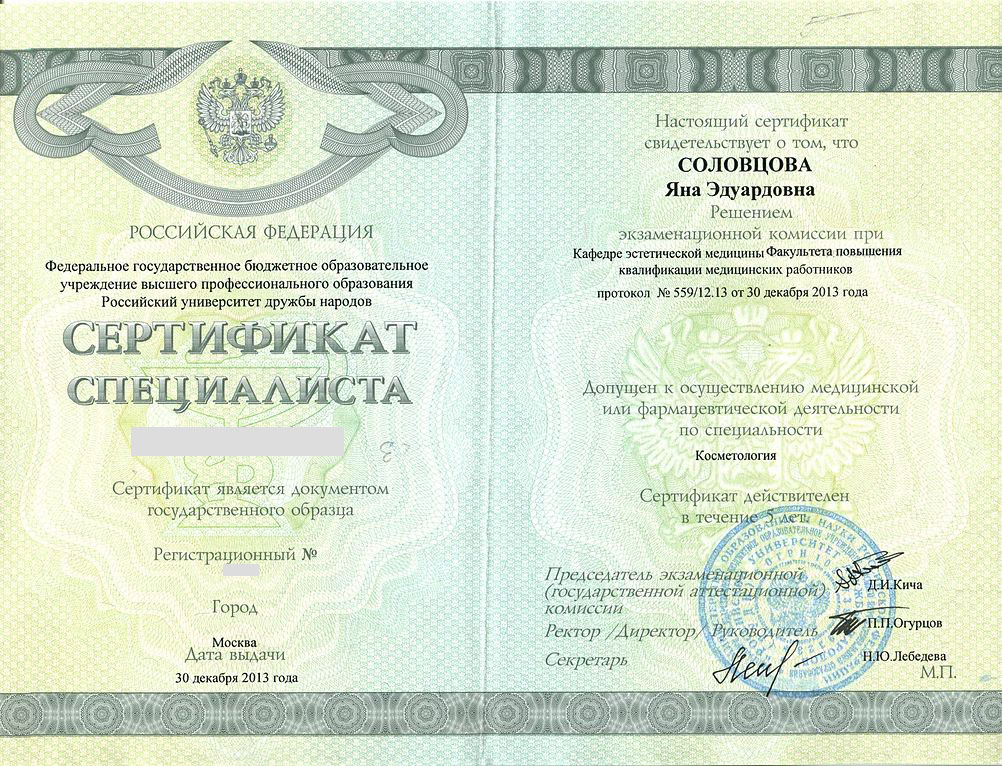 РОССИЙСКАЯ ФЕДЕРАЦИЯ
Федеральное государственное бюджетное образовательное
учреждение высшего профессионального образования
Российский университет дружбы народов
СЕРТИФИКАТ
СПЕЦИАЛИСТА
Сертификат является документом
государственного образца
Регистрационный №
Город
Москва
Дата выдачи
30 декабря 2013 года
Настоящий сертификат
свидетельствует о том, что
СОЛОВЦОВА
Яна Эдуардовна
Решением
экзаменационной комиссии при
Кафедре эстетической медицины Факультета повышения
квалификации медицинских работников
протокол № 559/12.13 от 30 декабря 2013 года
Допущен к осуществлению медицинской
или фармацевтической деятельности
по специальности
Косметология
Сертификат действителен
в течение 5 лет.
Председатель экзаменационной
(государственной аттестационной)
комиссии
Д.И.Кича
Ректор /Директор/ Руководитель
П.П.Огурцов
Секретарь
Н.Ю.Лебедева
М.П.